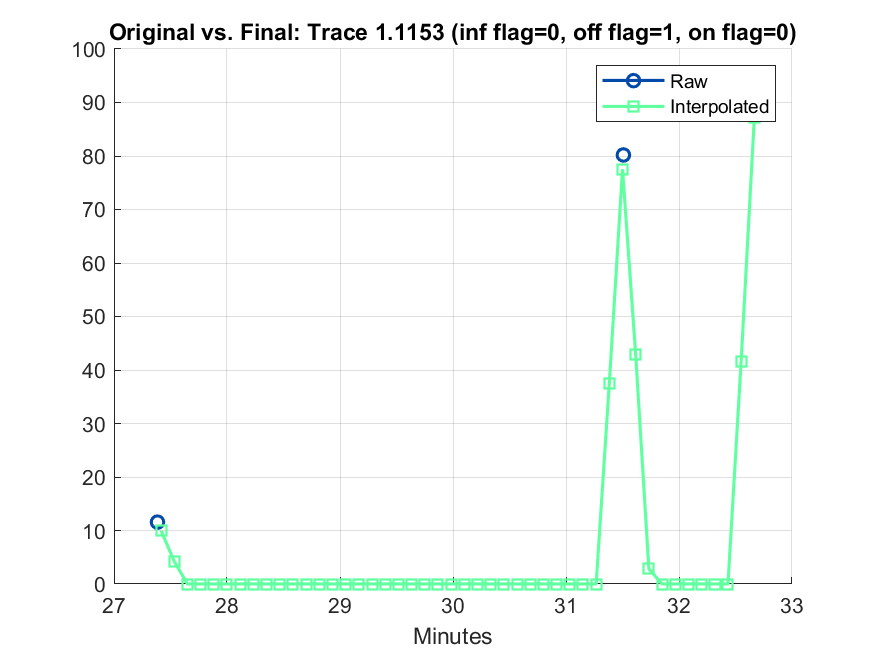 Original vs. Final: Trace 1.1153 (inf flag=0, off flag=1, on flag=0)
100
90
80
70
60
50
40
30
20
10
0
Raw
Interpolated
27 28 29 30 31 32 33
Minutes